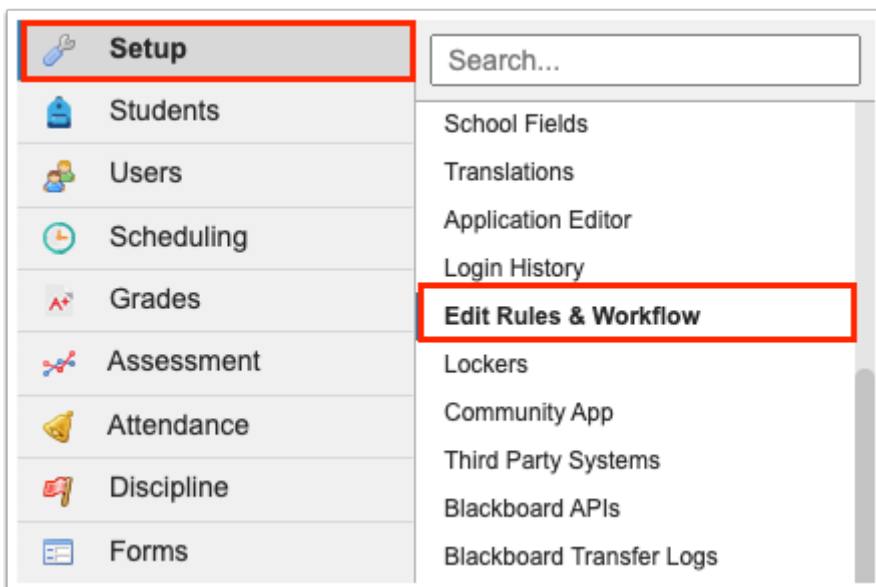 Setup
Students
Users
Scheduling
A+ Grades
Assessment
Attendance
Discipline
Forms
Search...
School Fields
Translations
Application Editor
Login History
Edit Rules & Workflow
Lockers
Community App
Third Party Systems
Blackboard APIs
Blackboard Transfer Logs